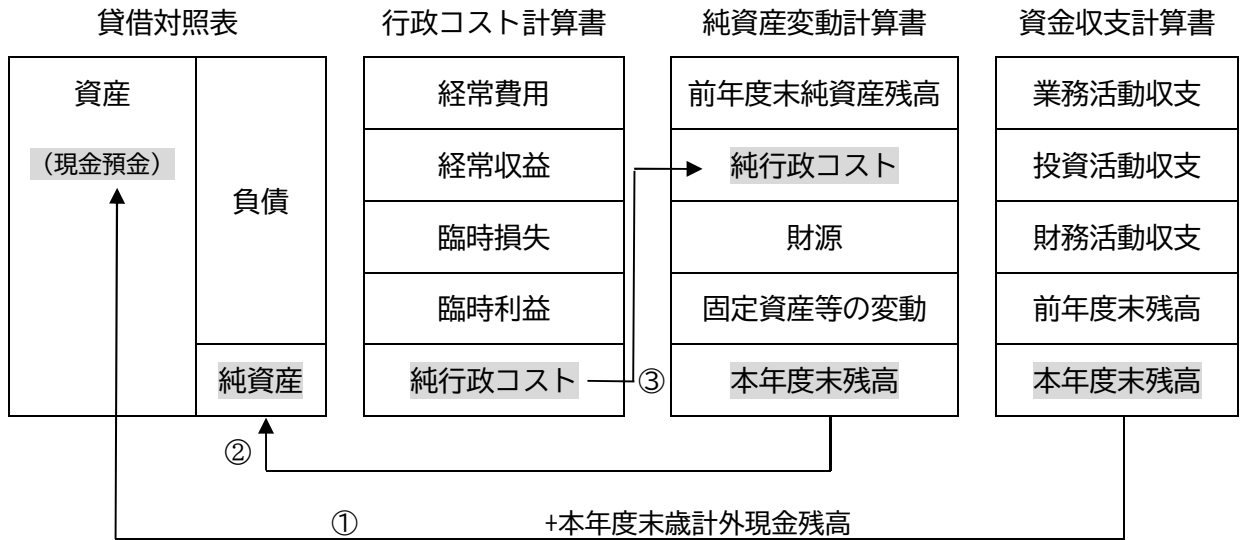 貸借対照表
資産
（現金預金）
負債
純資産
行政コスト計算書
経常費用
経常収益
臨時損失
臨時利益
純行政コスト
純資産変動計算書
前年度末純資産残高
純行政コスト
財源
固定資産等の変動
本年度末残高
資金収支計算書
業務活動収支
投資活動収支
財務活動収支
前年度末残高
本年度末残高
③
②
①
+本年度末歳計外現金残高